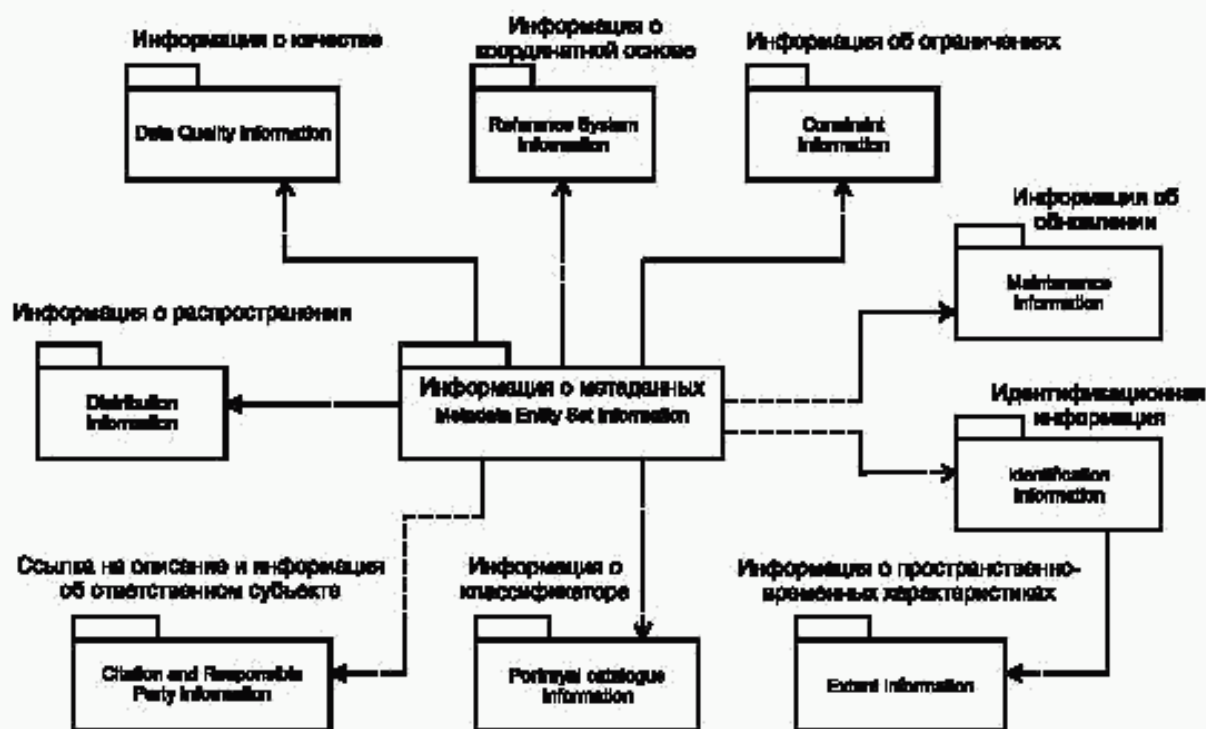 Информация о качестве
Data Quality Information
Информация о
координатной основе
Reference System
Information
Информация об ограничениях
Constraint
Information
Информация об
обновлении
Maintenance
Information
Информация о распространении
Distribution
Information
Информация о метаданных
Metadata Entity Set Information
Идентификационная
информация
Identification
Information
Ссылка на описание и информация
об ответственном субъекте
Citation and Responsible
Party Information
Информация о
классификаторе
Portrayal catalogue
Information
Информация о пространственно-
временных характеристиках
Extent Information